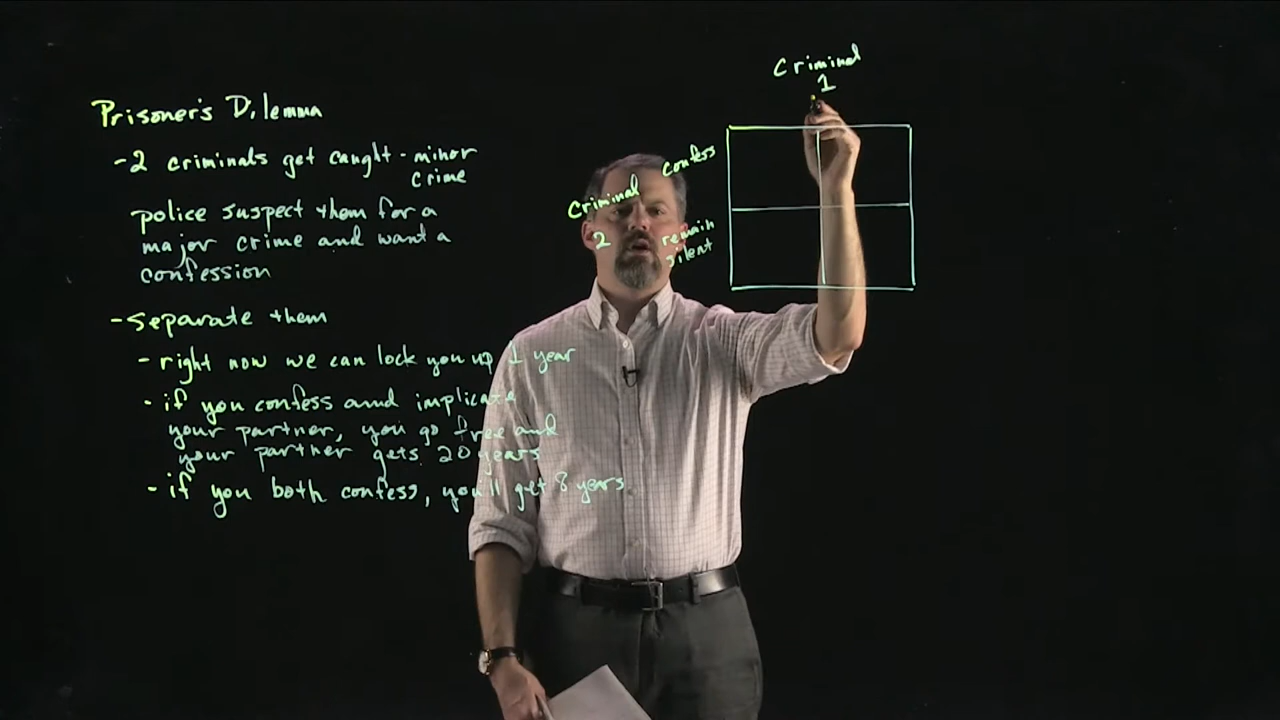 Prisoner's Dilemma
-2 criminals get caught - minor
crime
police suspect them for a
major crime and want a
confession
- separate them
- right now we can lock you up 1 year
- if you confess and implicate
your partner, you go free and
your partner gets 20 years
- if you both confess, you'll get 8 years
Criminal
1
Criminal
2
confess
remain
silent